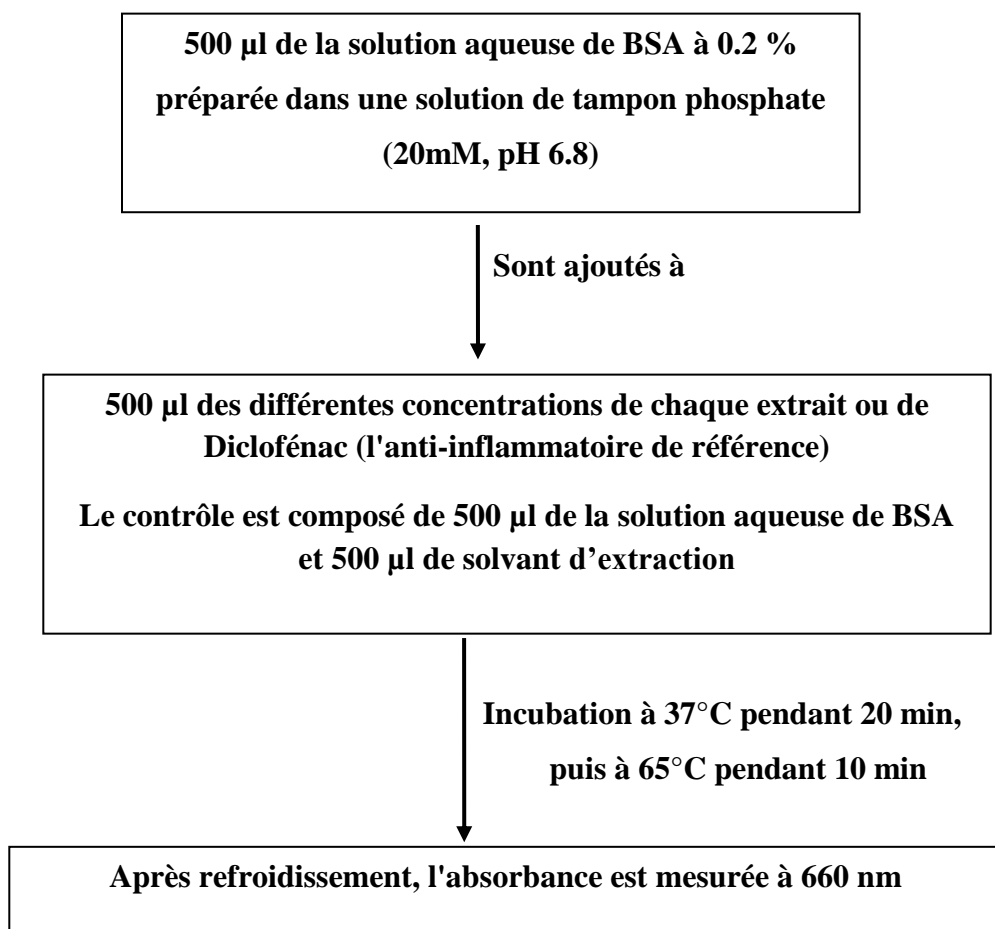 500 µl de la solution aqueuse de BSA à 0.2 %
préparée dans une solution de tampon phosphate
(20mM, pH 6.8)
Sont ajoutés à
500 µl des différentes concentrations de chaque extrait ou de
Diclofénac (l'anti-inflammatoire de référence)
Le contrôle est composé de 500 µl de la solution aqueuse de BSA
et 500 µl de solvant d’extraction
Incubation à 37°C pendant 20 min,
puis à 65°C pendant 10 min
Après refroidissement, l'absorbance est mesurée à 660 nm